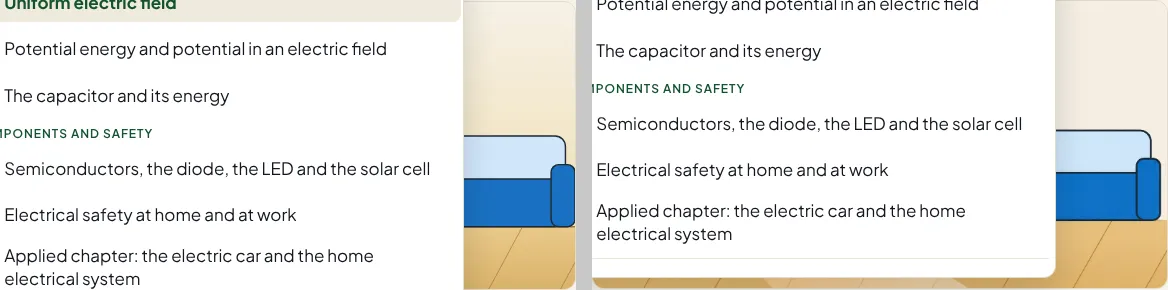 Uniform electric field
Potential energy and potential in an electric field
The capacitor and its energy
MPONENTS AND SAFETY
Semiconductors, the diode, the LED and the solar cell
Electrical safety at home and at work
Applied chapter: the electric car and the home
electrical system
Potential energy and potential in an electric field
The capacitor and its energy
MPONENTS AND SAFETY
Semiconductors, the diode, the LED and the solar cell
Electrical safety at home and at work
Applied chapter: the electric car and the home
electrical system